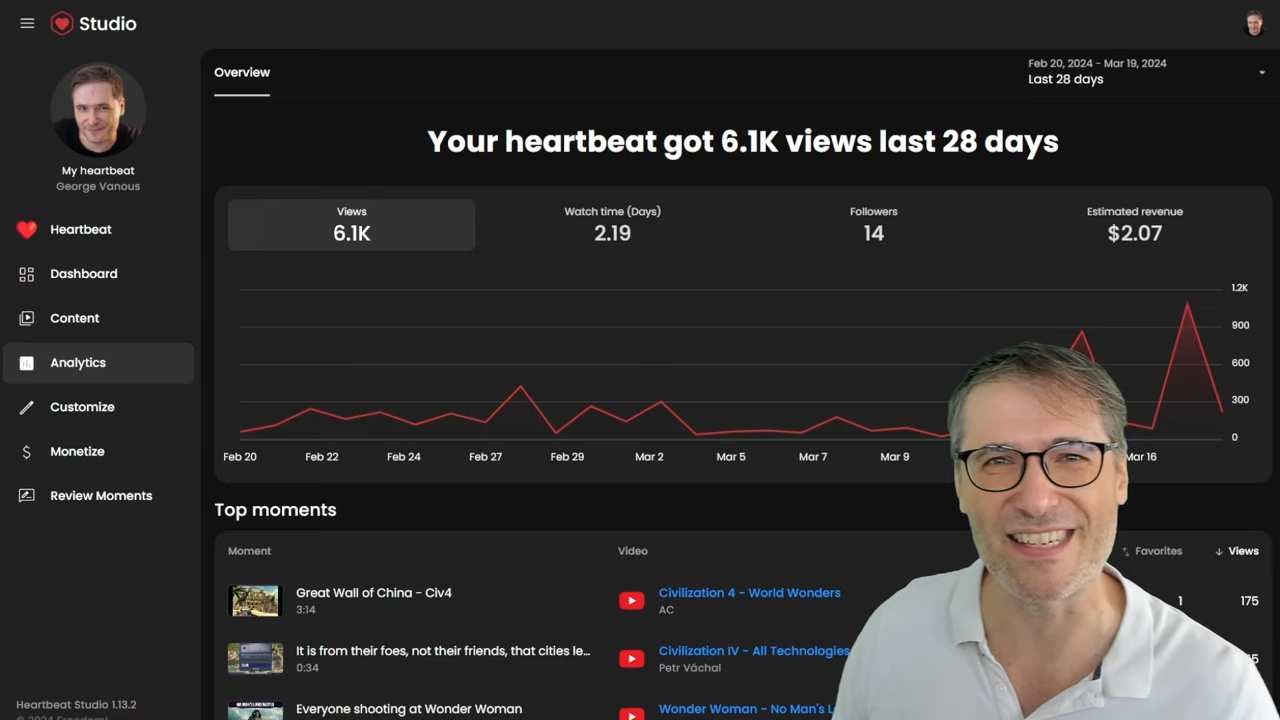 Studio
Overview
Feb 20, 2024 - Mar 19, 2024
Last 28 days
My heartbeat
George Vanous
Heartbeat
Dashboard
Content
Analytics
Customize
Monetize
Review Moments
Heartbeat Studio 1.13.2
Your heartbeat got 6.1K views last 28 days
Views
6.1K
Watch time (Days)
2.19
Followers
14
Estimated revenue
$2.07
1.2K
900
600
300
0
Feb 20 Feb 22 Feb 24 Feb 27 Feb 29 Mar 2 Mar 5 Mar 7 Mar 9 Mar 16
Top moments
Moment Video Favorites Views
Great Wall of China - Civ4 Civilization 4 - World Wonders 1 175
3:14 AC
It is from their foes, not their friends, that cities le... Civilization IV - All Technologies
0:34 Petr Váchal
Everyone shooting at Wonder Woman Wonder Woman - No Man's